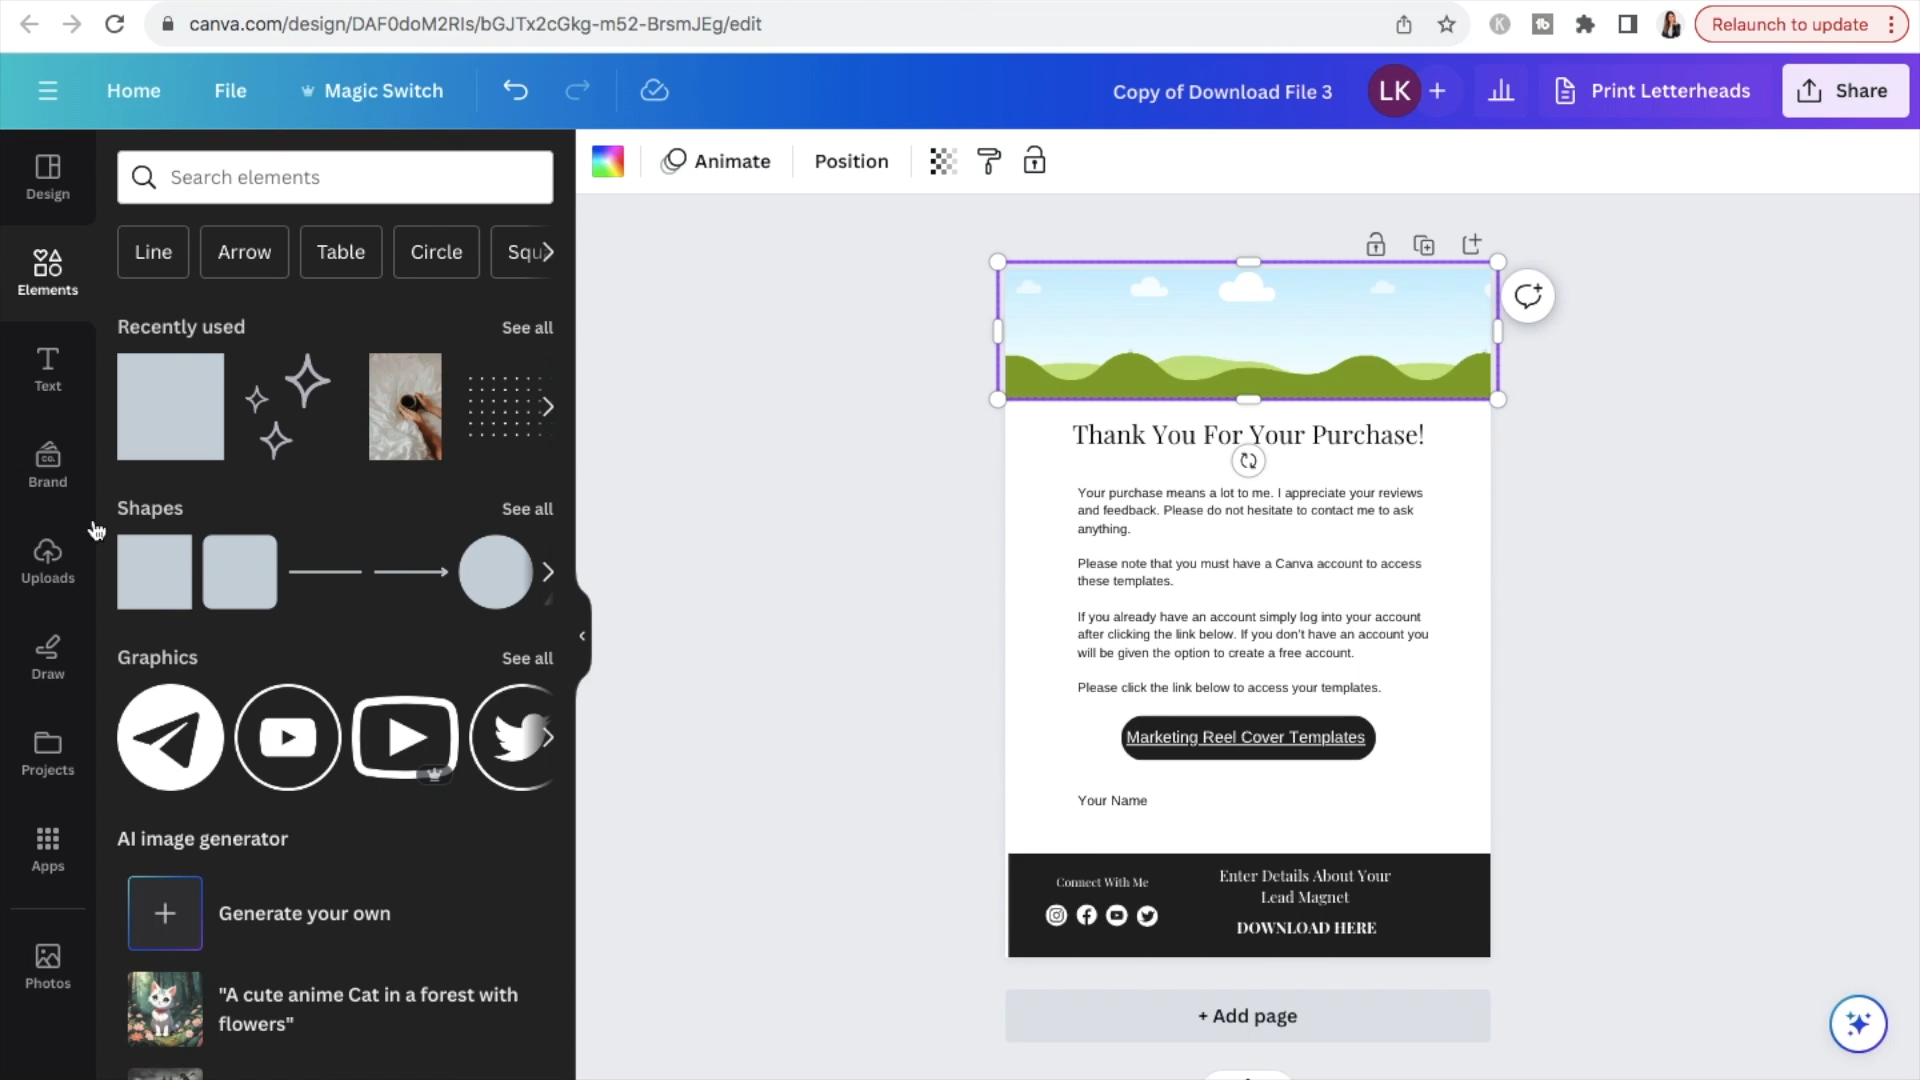 canva.com/design/DAF0doM2RIs/bGJTx2cGkg-m52-BrsmJEg/edit
Relaunch to update
Home
File
Magic Switch
Copy of Download File 3
LK
Print Letterheads
Share
Design
Elements
Text
Brand
Uploads
Draw
Projects
Apps
Photos
Search elements
Line
Arrow
Table
Circle
Squ
Recently used
See all
Shapes
See all
Graphics
See all
AI image generator
Generate your own
"A cute anime Cat in a forest with
flowers"
Animate
Position
Thank You For Your Purchase!
Your purchase means a lot to me. I appreciate your reviews
and feedback. Please do not hesitate to contact me to ask
anything.
Please note that you must have a Canva account to access
these templates.
If you already have an account simply log into your account
after clicking the link below. If you don't have an account you
will be given the option to create a free account.
Please click the link below to access your templates.
Marketing Reel Cover Templates
Your Name
Connect With Me
Enter Details About Your
Lead Magnet
DOWNLOAD HERE
+ Add page